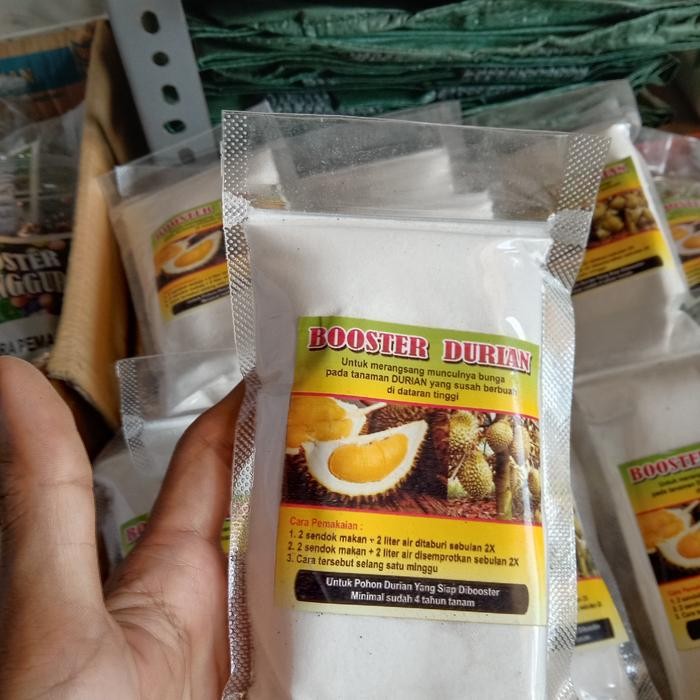 BOOSTER DURIAN
Untuk merangsang munculnya bunga
pada tanaman DURIAN yang susah berbuah
di dataran tinggi
Cara Pemakaian :
1. 2 sendok makan + 2 liter air ditaburi sebulan 2X
2. 2 sendok makan + 2 liter air disemprotkan sebulan 2X
3. Cara tersebut selang satu minggu
Untuk Pohon Durian Yang Siap Dibooster
Minimal sudah 4 tahun tanam
BOOSTER
BOOSTER